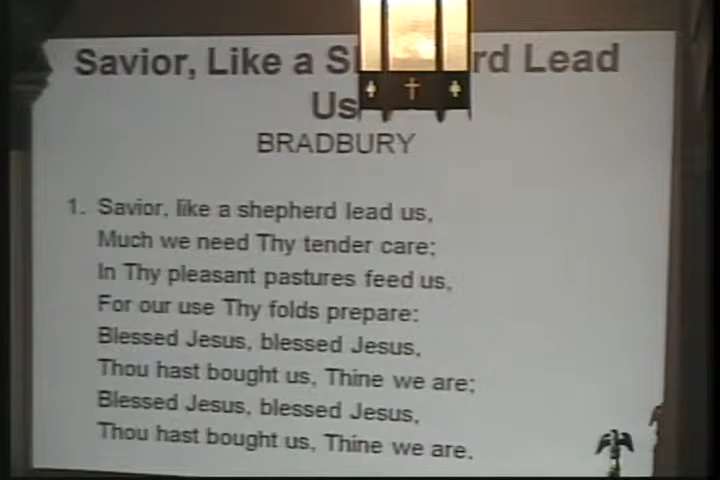 Savior, Like a Sh rd Lead
Us
BRADBURY
1. Savior, like a shepherd lead us,
Much we need Thy tender care;
In Thy pleasant pastures feed us,
For our use Thy folds prepare:
Blessed Jesus, blessed Jesus,
Thou hast bought us, Thine we are;
Blessed Jesus, blessed Jesus,
Thou hast bought us, Thine we are.